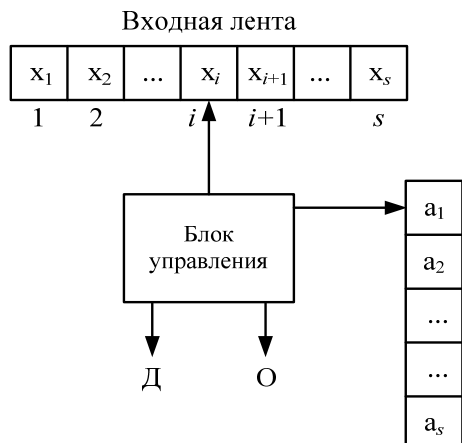 Входная лента
x1 x2 ... xi xi+1 ... xs
1 2 i i+1 s
Блок
управления
a1
a2
...
...
as
Д О